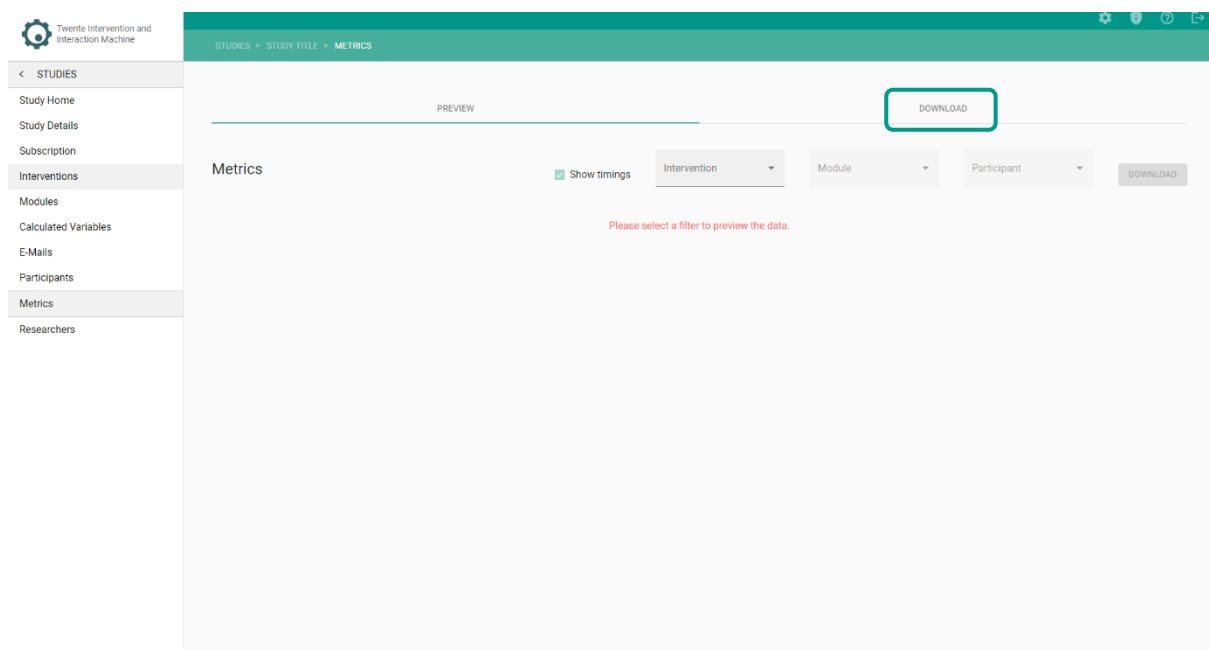 Twente Intervention and
Interaction Machine
STUDIES > STUDY TITLE > METRICS
< STUDIES
Study Home
Study Details
Subscription
Interventions
Modules
Calculated Variables
E-Mails
Participants
Metrics
Researchers
PREVIEW
DOWNLOAD
Metrics
Show timings
Intervention
Module
Participant
DOWNLOAD
Please select a filter to preview the data.